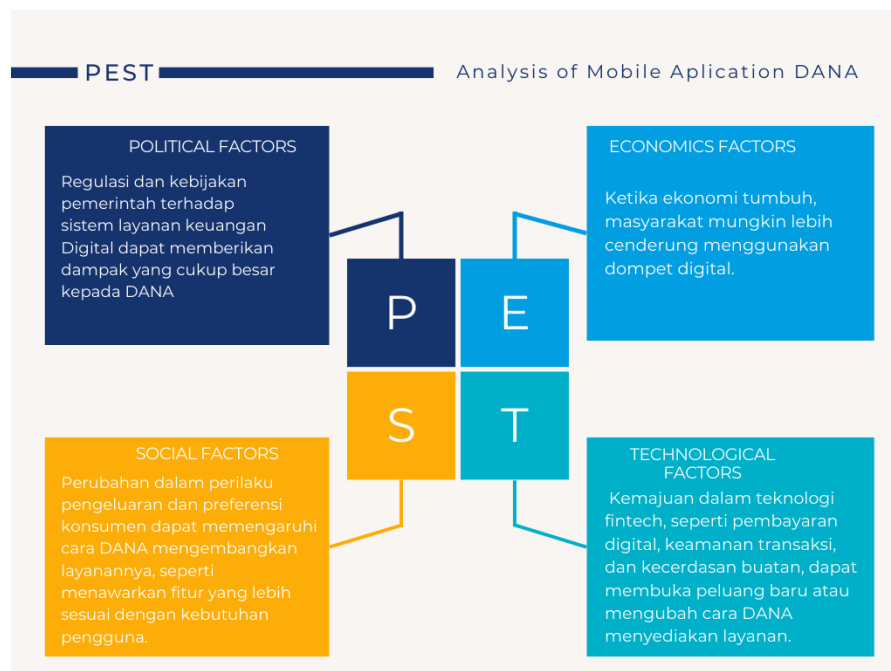 PEST
Analysis of Mobile Aplication DANA
POLITICAL FACTORS
Regulasi dan kebijakan
pemerintah terhadap
sistem layanan keuangan
Digital dapat memberikan
dampak yang cukup besar
kepada DANA
ECONOMICS FACTORS
Ketika ekonomi tumbuh,
masyarakat mungkin lebih
cenderung menggunakan
dompet digital.
P
E
S
T
SOCIAL FACTORS
Perubahan dalam perilaku
pengeluaran dan preferensi
konsumen dapat memengaruhi
cara DANA mengembangkan
layanannya, seperti
menawarkan fitur yang lebih
sesuai dengan kebutuhan
pengguna.
TECHNOLOGICAL
FACTORS
Kemajuan dalam teknologi
fintech, seperti pembayaran
digital, keamanan transaksi,
dan kecerdasan buatan, dapat
membuka peluang baru atau
mengubah cara DANA
menyediakan layanan.